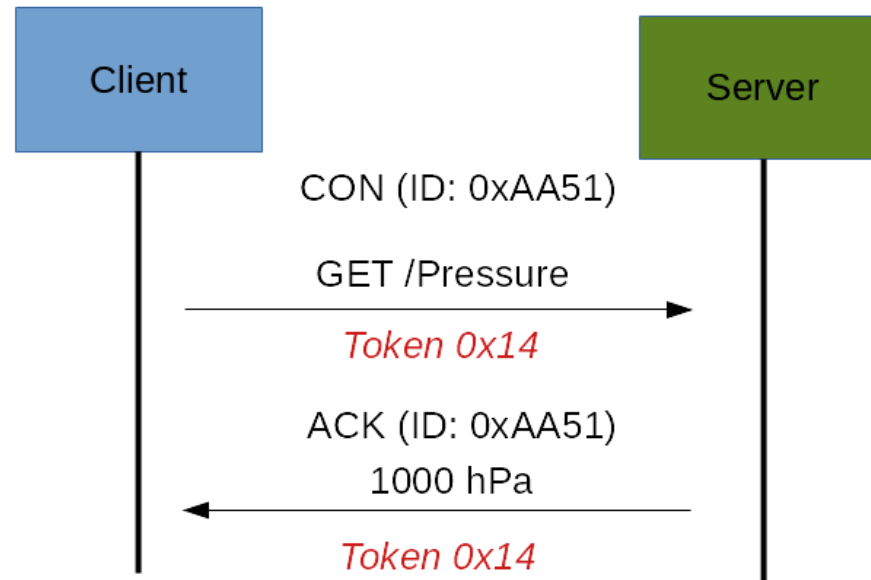 Client
Server
CON (ID: 0xAA51)
GET /Pressure
Token 0x14
ACK (ID: 0xAA51)
1000 hPa
Token 0x14